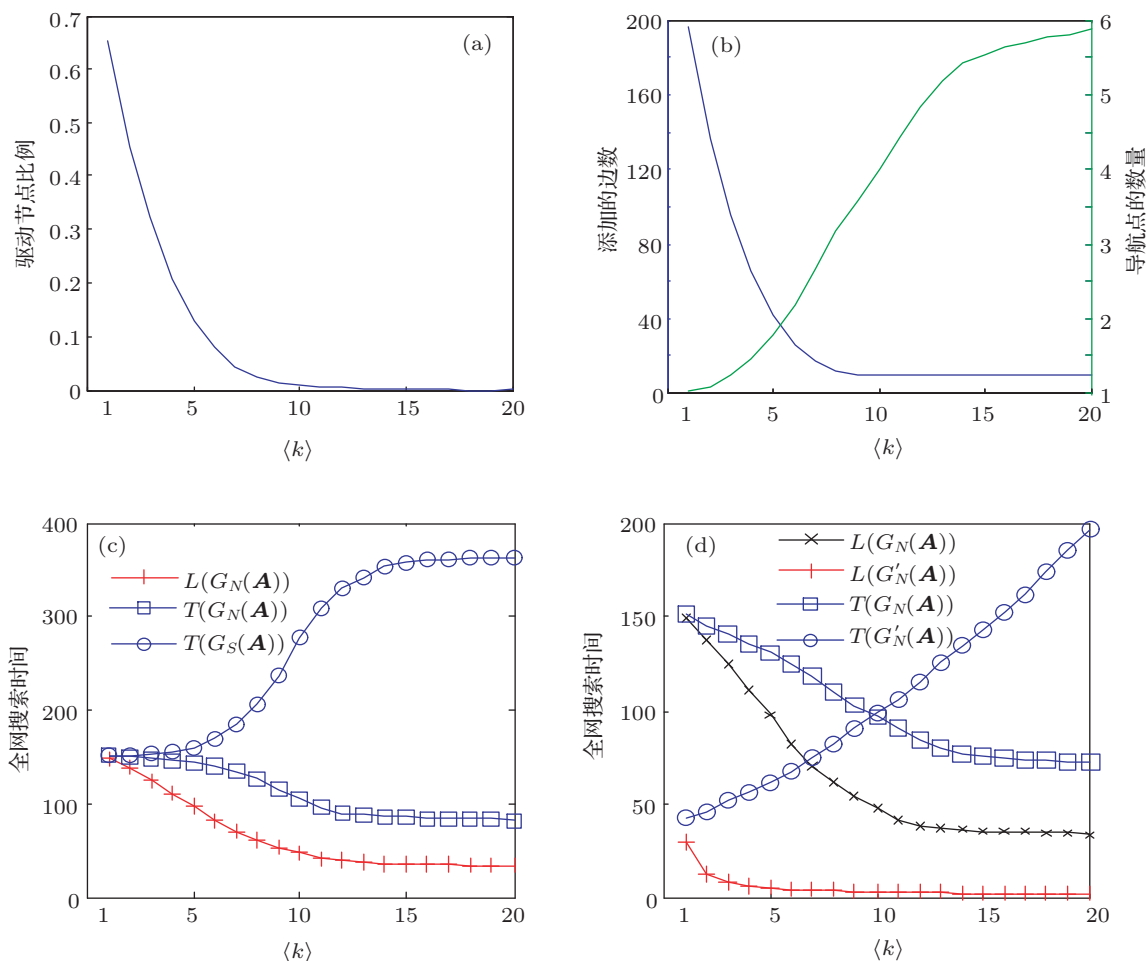 (a)
0.7
0.6
0.5
0.4
0.3
0.2
0.1
0
驱动节点比例
1 5 10 15 20
⟨k⟩
(b)
200
160
120
80
40
0
添加的边数
6
5
4
3
2
1
导航点的数量
1 5 10 15 20
⟨k⟩
(c)
400
300
200
100
0
全网搜索时间
L(G_N(A))
T(G_N(A))
T(G_S(A))
1 5 10 15 20
⟨k⟩
(d)
200
150
100
50
0
全网搜索时间
L(G_N(A))
L(G′_N(A))
T(G_N(A))
T(G′_N(A))
1 5 10 15 20
⟨k⟩